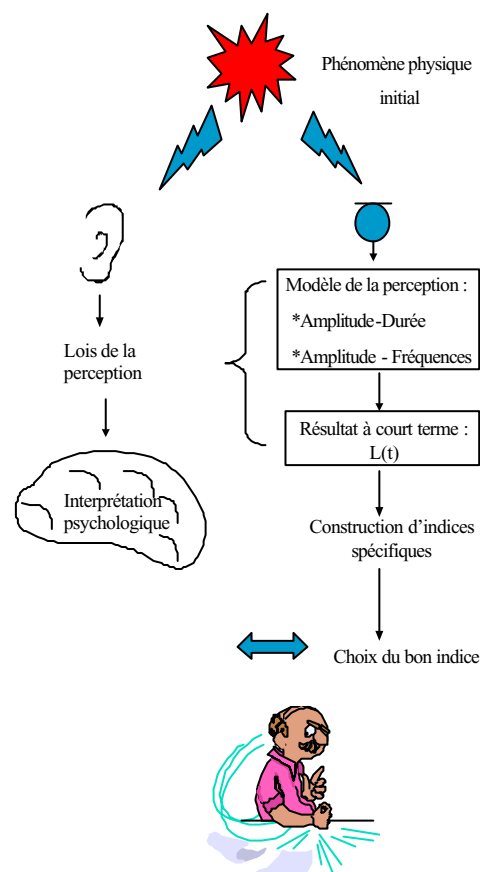 Phénomène physique
initial
Lois de la
perception
Interprétation
psychologique
Modèle de la perception :
*Amplitude-Durée
*Amplitude - Fréquences
Résultat à court terme :
L(t)
Construction d'indices
spécifiques
Choix du bon indice